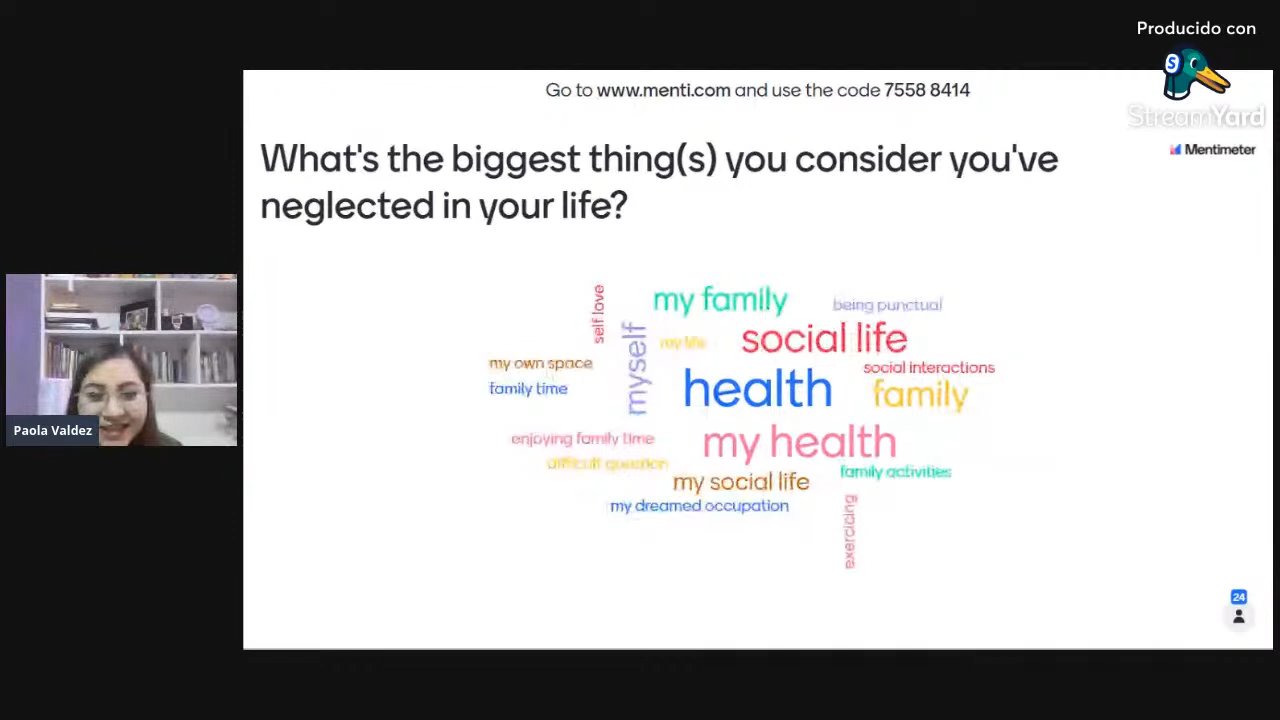 Producido con
StreamYard
Go to www.menti.com and use the code 7558 8414
Mentimeter
What's the biggest thing(s) you consider you've
neglected in your life?
self love
my family
being punctual
myself
my life
social life
my own space
social interactions
family time
health
family
enjoying family time
my health
difficult question
family activities
my social life
my dreamed occupation
exercicing
Paola Valdez
24